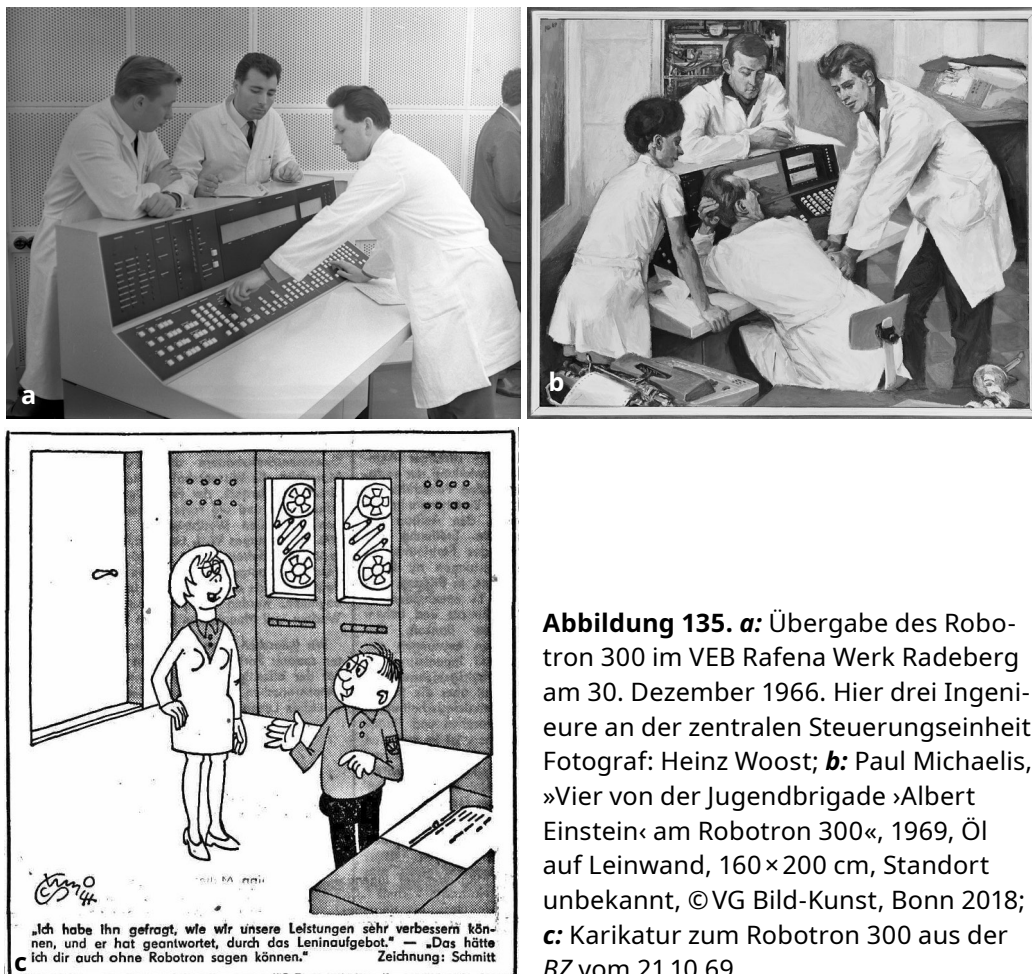 a
b
„Ich habe ihn gefragt, wie wir unsere Leistungen sehr verbessern kön-
nen, und er hat geantwortet, durch das Leninaufgebot." — „Das hätte
ich dir auch ohne Robotron sagen können."
Zeichnung: Schmitt
c
Abbildung 135. a: Übergabe des Robo-
tron 300 im VEB Rafena Werk Radeberg
am 30. Dezember 1966. Hier drei Ingeni-
eure an der zentralen Steuerungseinheit
Fotograf: Heinz Woost; b: Paul Michaelis,
»Vier von der Jugendbrigade ›Albert
Einstein‹ am Robotron 300«, 1969, Öl
auf Leinwand, 160 × 200 cm, Standort
unbekannt, © VG Bild-Kunst, Bonn 2018;
c: Karikatur zum Robotron 300 aus der
BZ vom 21.10.69